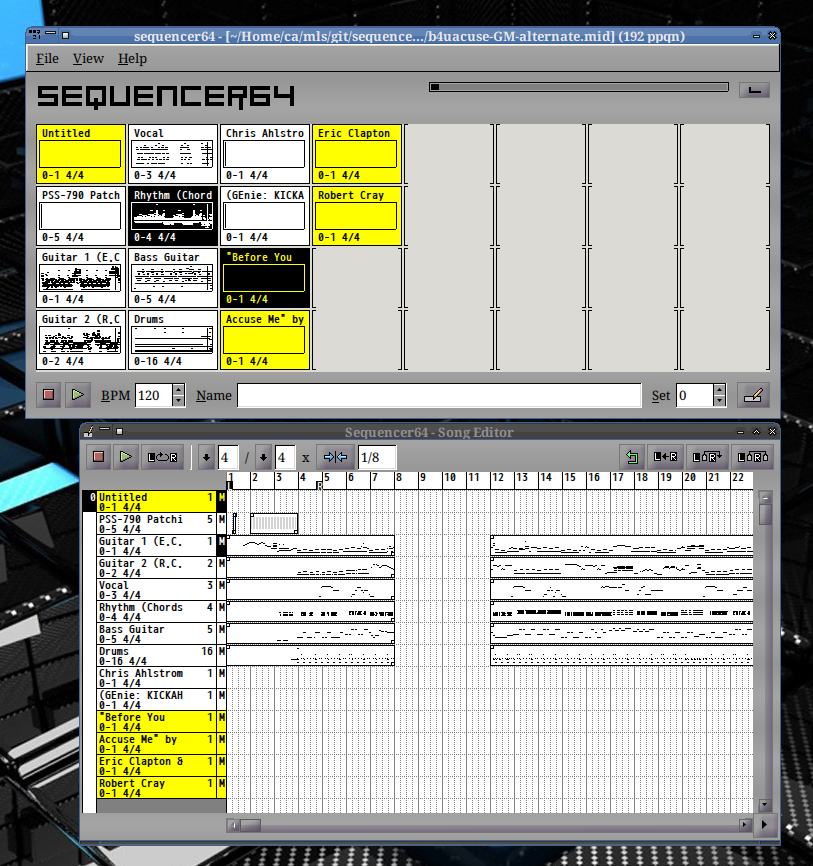 sequencer64 - [~/Home/ca/mls/git/sequence.../b4uacuse-GM-alternate.mid] (192 ppqn)
File View Help
SEQUENCER64
Untitled
0-1 4/4
Vocal
0-3 4/4
Chris Ahlstro
0-1 4/4
Eric Clapton
0-1 4/4
PSS-790 Patch
0-5 4/4
Rhythm (Chord
0-4 4/4
(GEnie: KICKA
0-1 4/4
Robert Cray
0-1 4/4
Guitar 1 (E.C
0-1 4/4
Bass Guitar
0-5 4/4
"Before You
0-1 4/4
Guitar 2 (R.C
0-2 4/4
Drums
0-16 4/4
Accuse Me" by
0-1 4/4
BPM 120 Name Set 0
Sequencer64 - Song Editor
L R 4 / 4 x 1/8 L R L R L R
1 2 3 4 5 6 7 8 9 10 11 12 13 14 15 16 17 18 19 20 21 22
L R
0 Untitled 1 M
0-1 4/4
PSS-790 Patchi 5 M
0-5 4/4
Guitar 1 (E.C. 1 M
0-1 4/4
Guitar 2 (R.C. 2 M
0-2 4/4
Vocal 3 M
0-3 4/4
Rhythm (Chords 4 M
0-4 4/4
Bass Guitar 5 M
0-5 4/4
Drums 16 M
0-16 4/4
Chris Ahlstrom 1 M
0-1 4/4
(GEnie: KICKAH 1 M
0-1 4/4
"Before You 1 M
0-1 4/4
Accuse Me" by 1 M
0-1 4/4
Eric Clapton & 1 M
0-1 4/4
Robert Cray 1 M
0-1 4/4